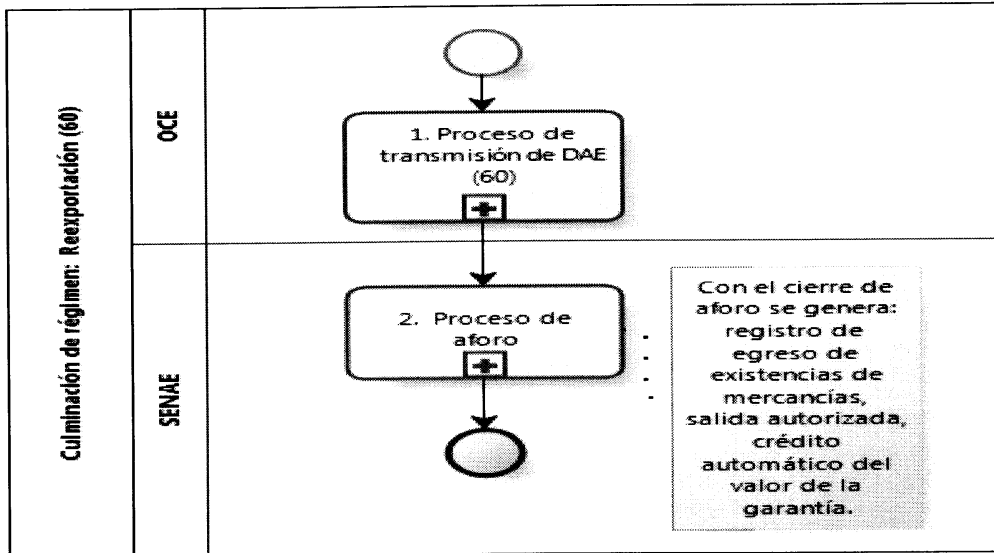 Culminación de régimen: Reexportación (60)
OCE
1. Proceso de
transmisión de DAE
(60)
SENAE
2. Proceso de
aforo
Con el cierre de
aforo se genera:
registro de
egreso de
existencias de
mercancías,
salida autorizada,
crédito
automático del
valor de la
garantía.